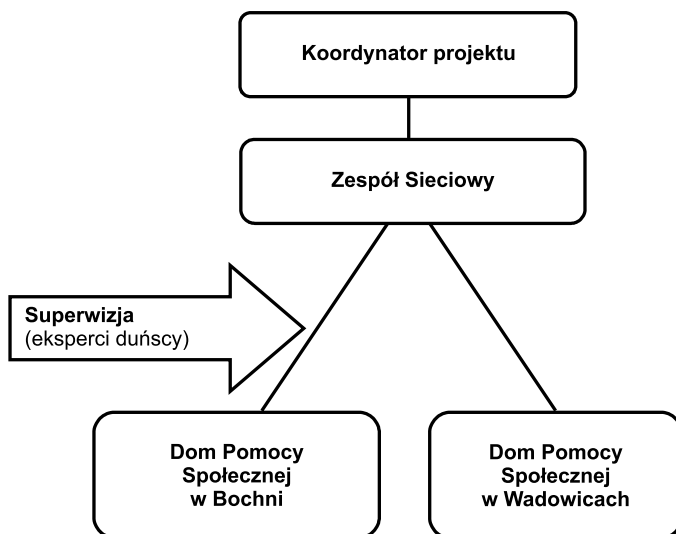 Koordynator projektu
Zespół Sieciowy
Superwizja
(eksperci duńscy)
Dom Pomocy
Społecznej
w Bochni
Dom Pomocy
Społecznej
w Wadowicach